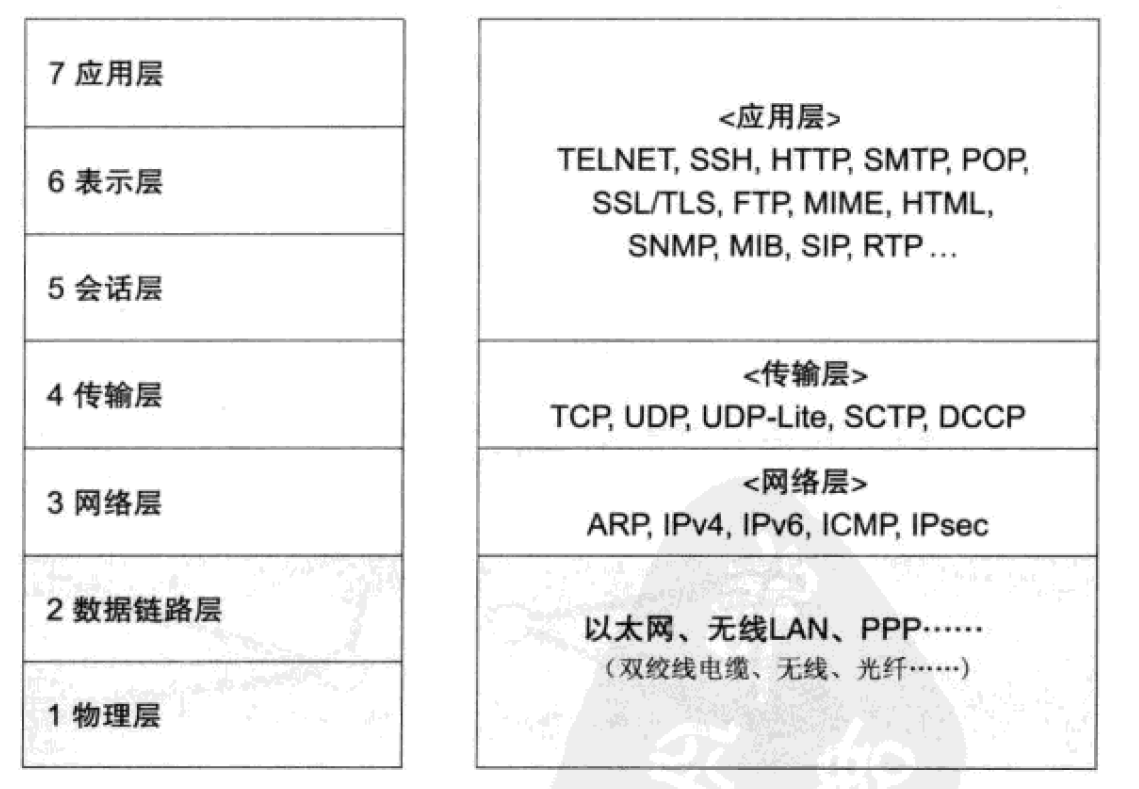 7 应用层
6 表示层
5 会话层
4 传输层
3 网络层
2 数据链路层
1 物理层
<应用层>
TELNET, SSH, HTTP, SMTP, POP,
SSL/TLS, FTP, MIME, HTML,
SNMP, MIB, SIP, RTP ...
<传输层>
TCP, UDP, UDP-Lite, SCTP, DCCP
<网络层>
ARP, IPv4, IPv6, ICMP, IPsec
以太网、无线LAN、PPP……
（双绞线电缆、无线、光纤……）